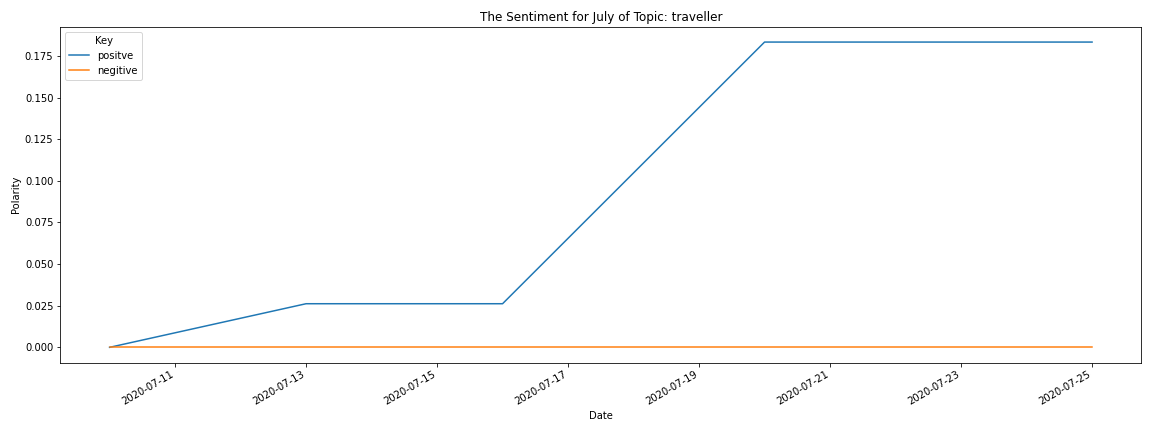 The Sentiment for July of Topic: traveller
Key
positve
negitive
0.175
0.150
0.125
0.100
0.075
0.050
0.025
0.000
Polarity
2020-07-11
2020-07-13
2020-07-15
2020-07-17
2020-07-19
2020-07-21
2020-07-23
2020-07-25
Date